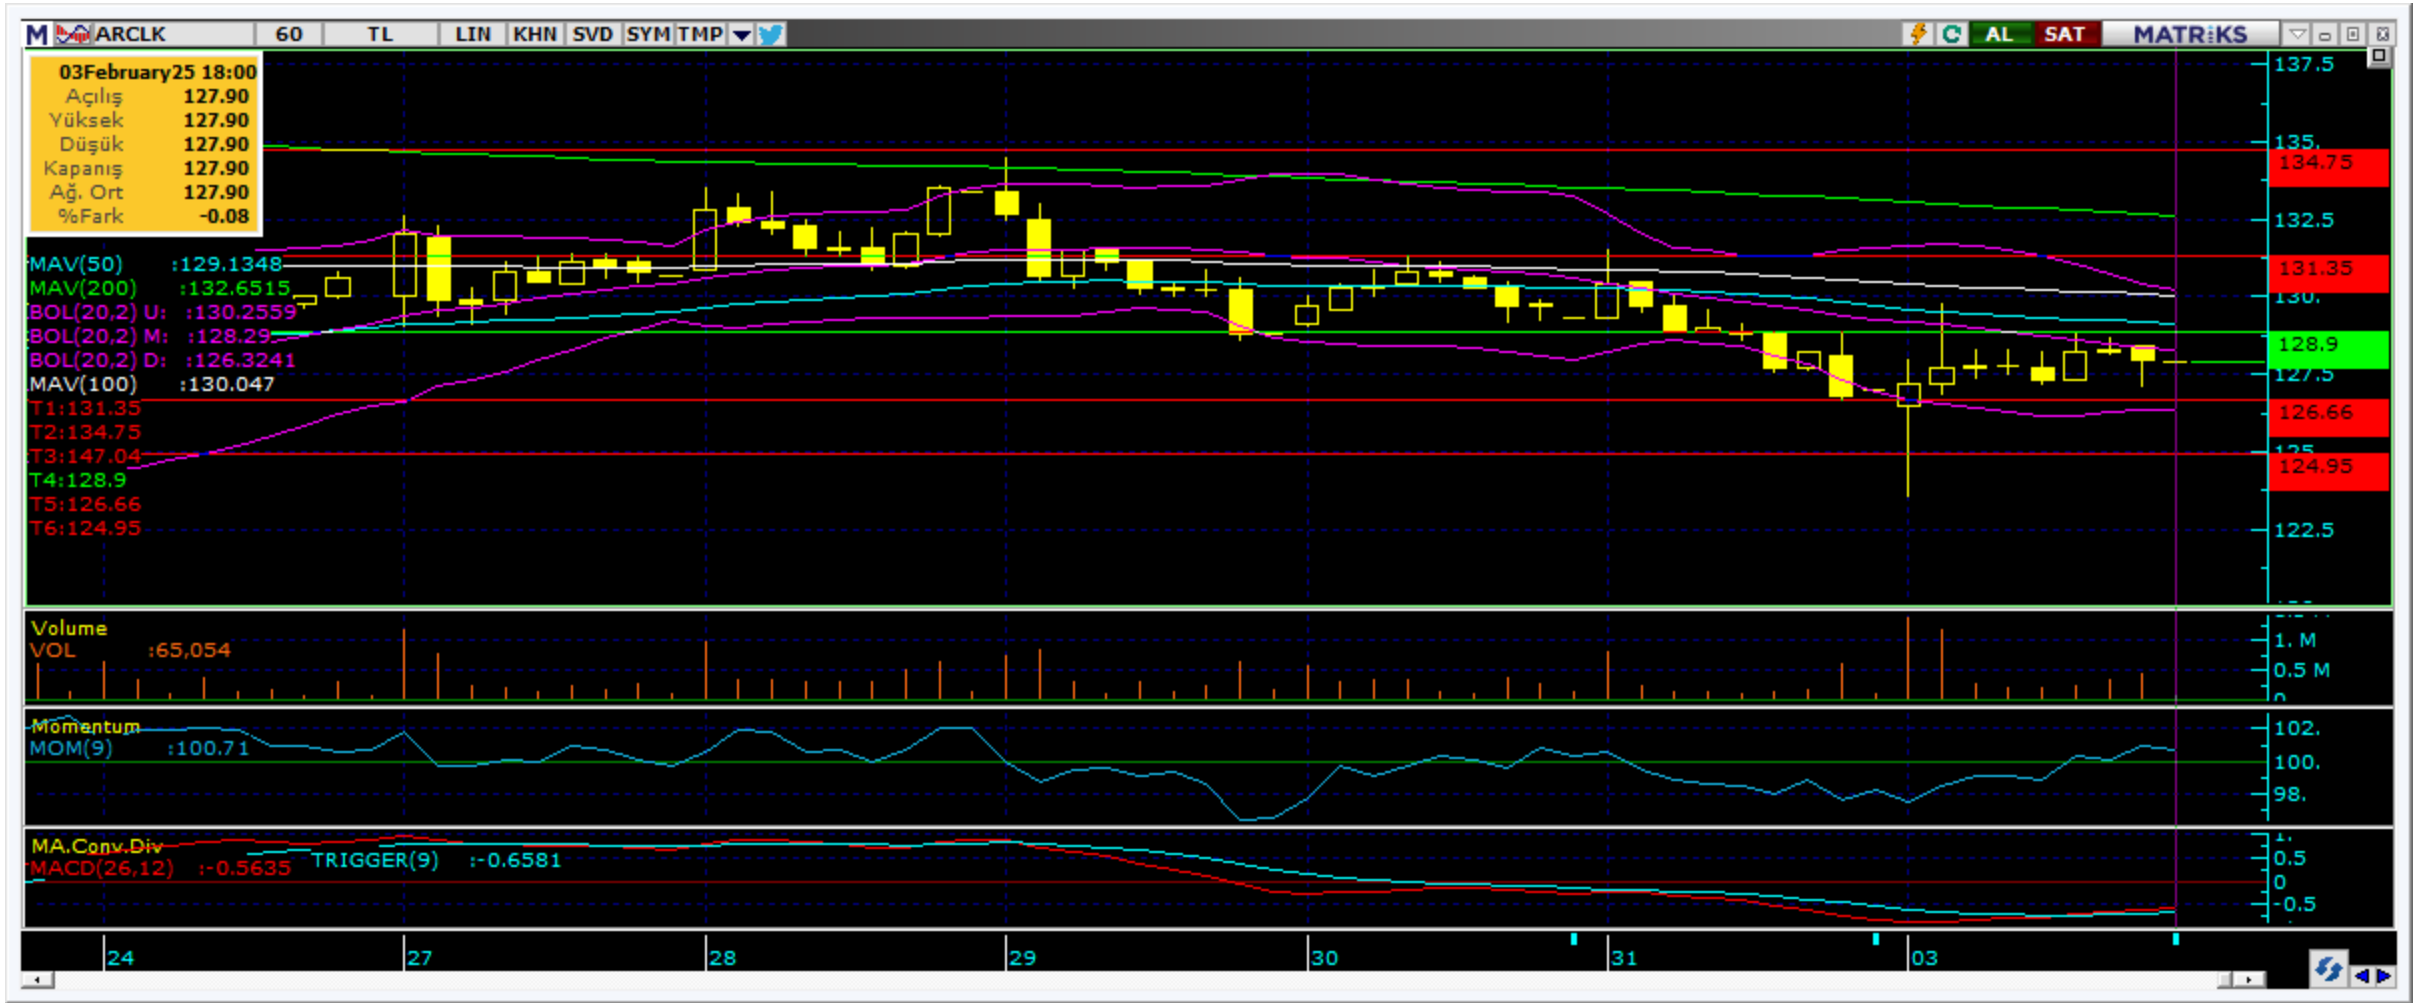 M ARCLK 60 TL LIN KHN SVD SYM TMP AL SAT MATRiKS
03February25 18:00
Açılış 127.90
Yüksek 127.90
Düşük 127.90
Kapanış 127.90
Ağ. Ort 127.90
%Fark -0.08
MAV(50) :129.1348
MAV(200) :132.6515
BOL(20,2) U: :130.2559
BOL(20,2) M: :128.29
BOL(20,2) D: :126.3241
MAV(100) :130.047
T1:131.35
T2:134.75
T3:147.04
T4:128.9
T5:126.66
T6:124.95
137.5
135.
134.75
132.5
131.35
130.
128.9
127.5
126.66
125
124.95
122.5
Volume
VOL :65,054
1. M
0.5 M
0
Momentum
MOM(9) :100.71
102.
100.
98.
MA.Conv.Div
MACD(26,12) :-0.5635 TRIGGER(9) :-0.6581
1.
0.5
0
-0.5
24 27 28 29 30 31 03